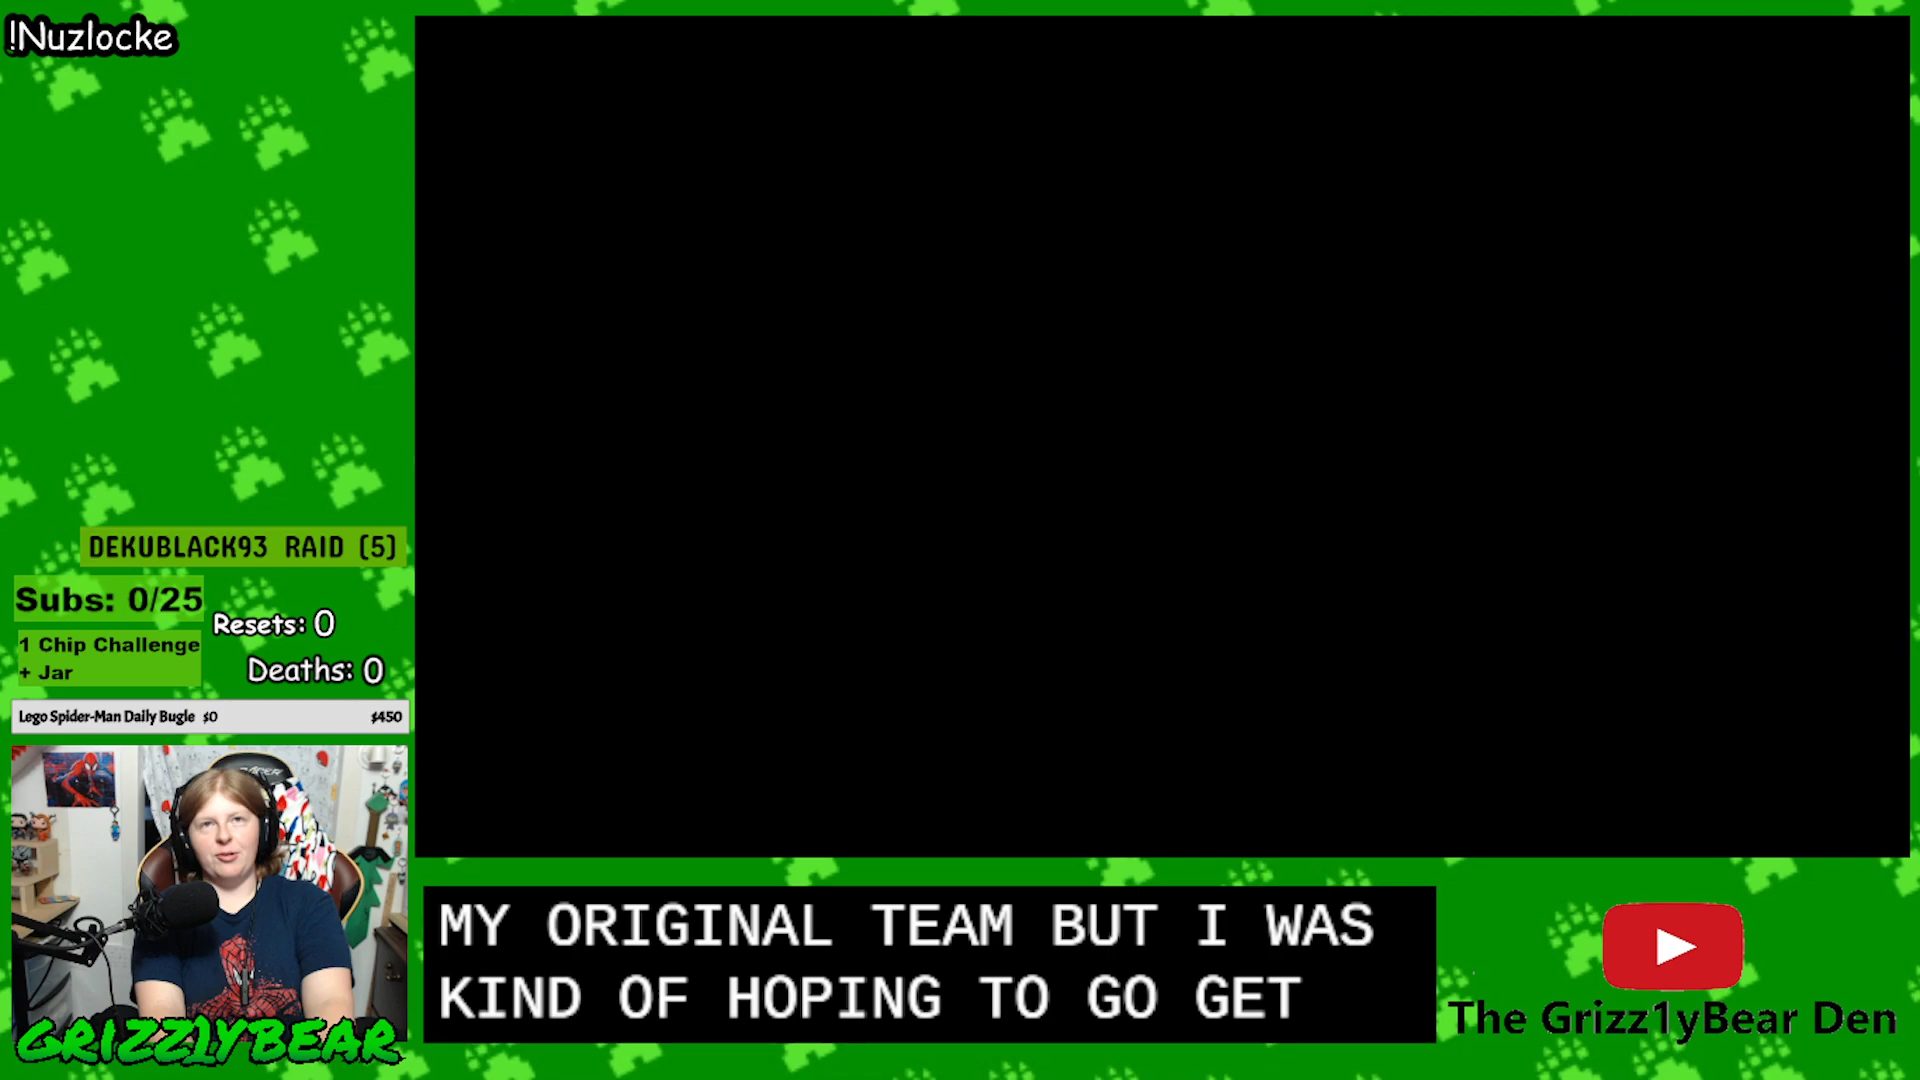 !Nuzlocke
DEKUBLACK93 RAID (5)
Subs: 0/25
Resets: 0
1 Chip Challenge
+ Jar
Deaths: 0
Lego Spider-Man Daily Bugle $0 $450
GRIZZ1YBEAR
MY ORIGINAL TEAM BUT I WAS
KIND OF HOPING TO GO GET
The Grizz1yBear Den